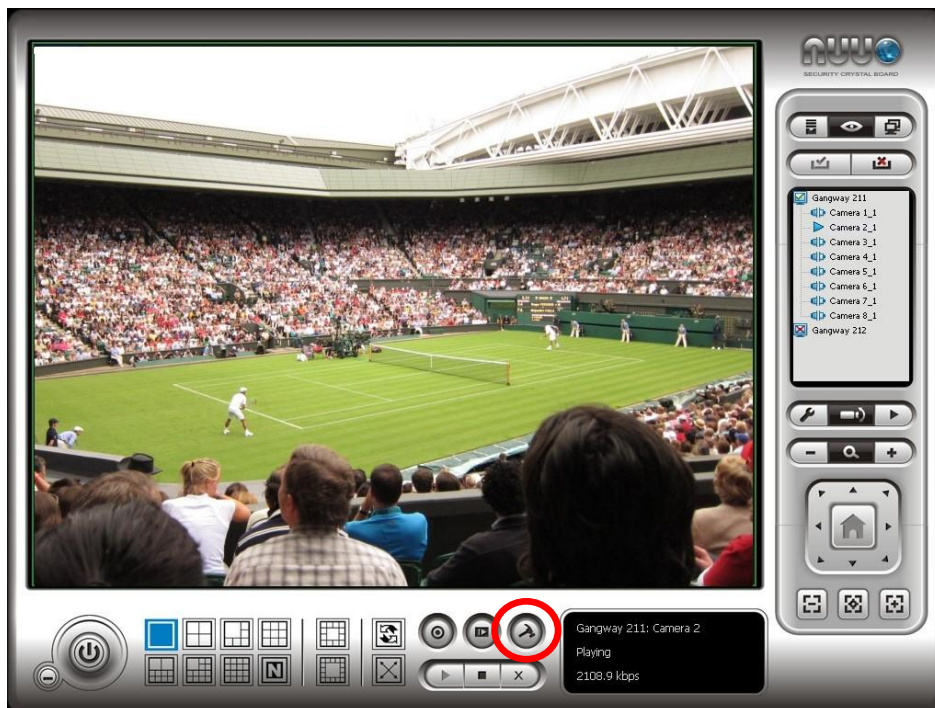 NUUO
SECURITY CRYSTAL BOARD
Gangway 211
Camera 1_1
Camera 2_1
Camera 3_1
Camera 4_1
Camera 5_1
Camera 6_1
Camera 7_1
Camera 8_1
Gangway 212
N
Gangway 211: Camera 2
Playing
2108.9 kbps